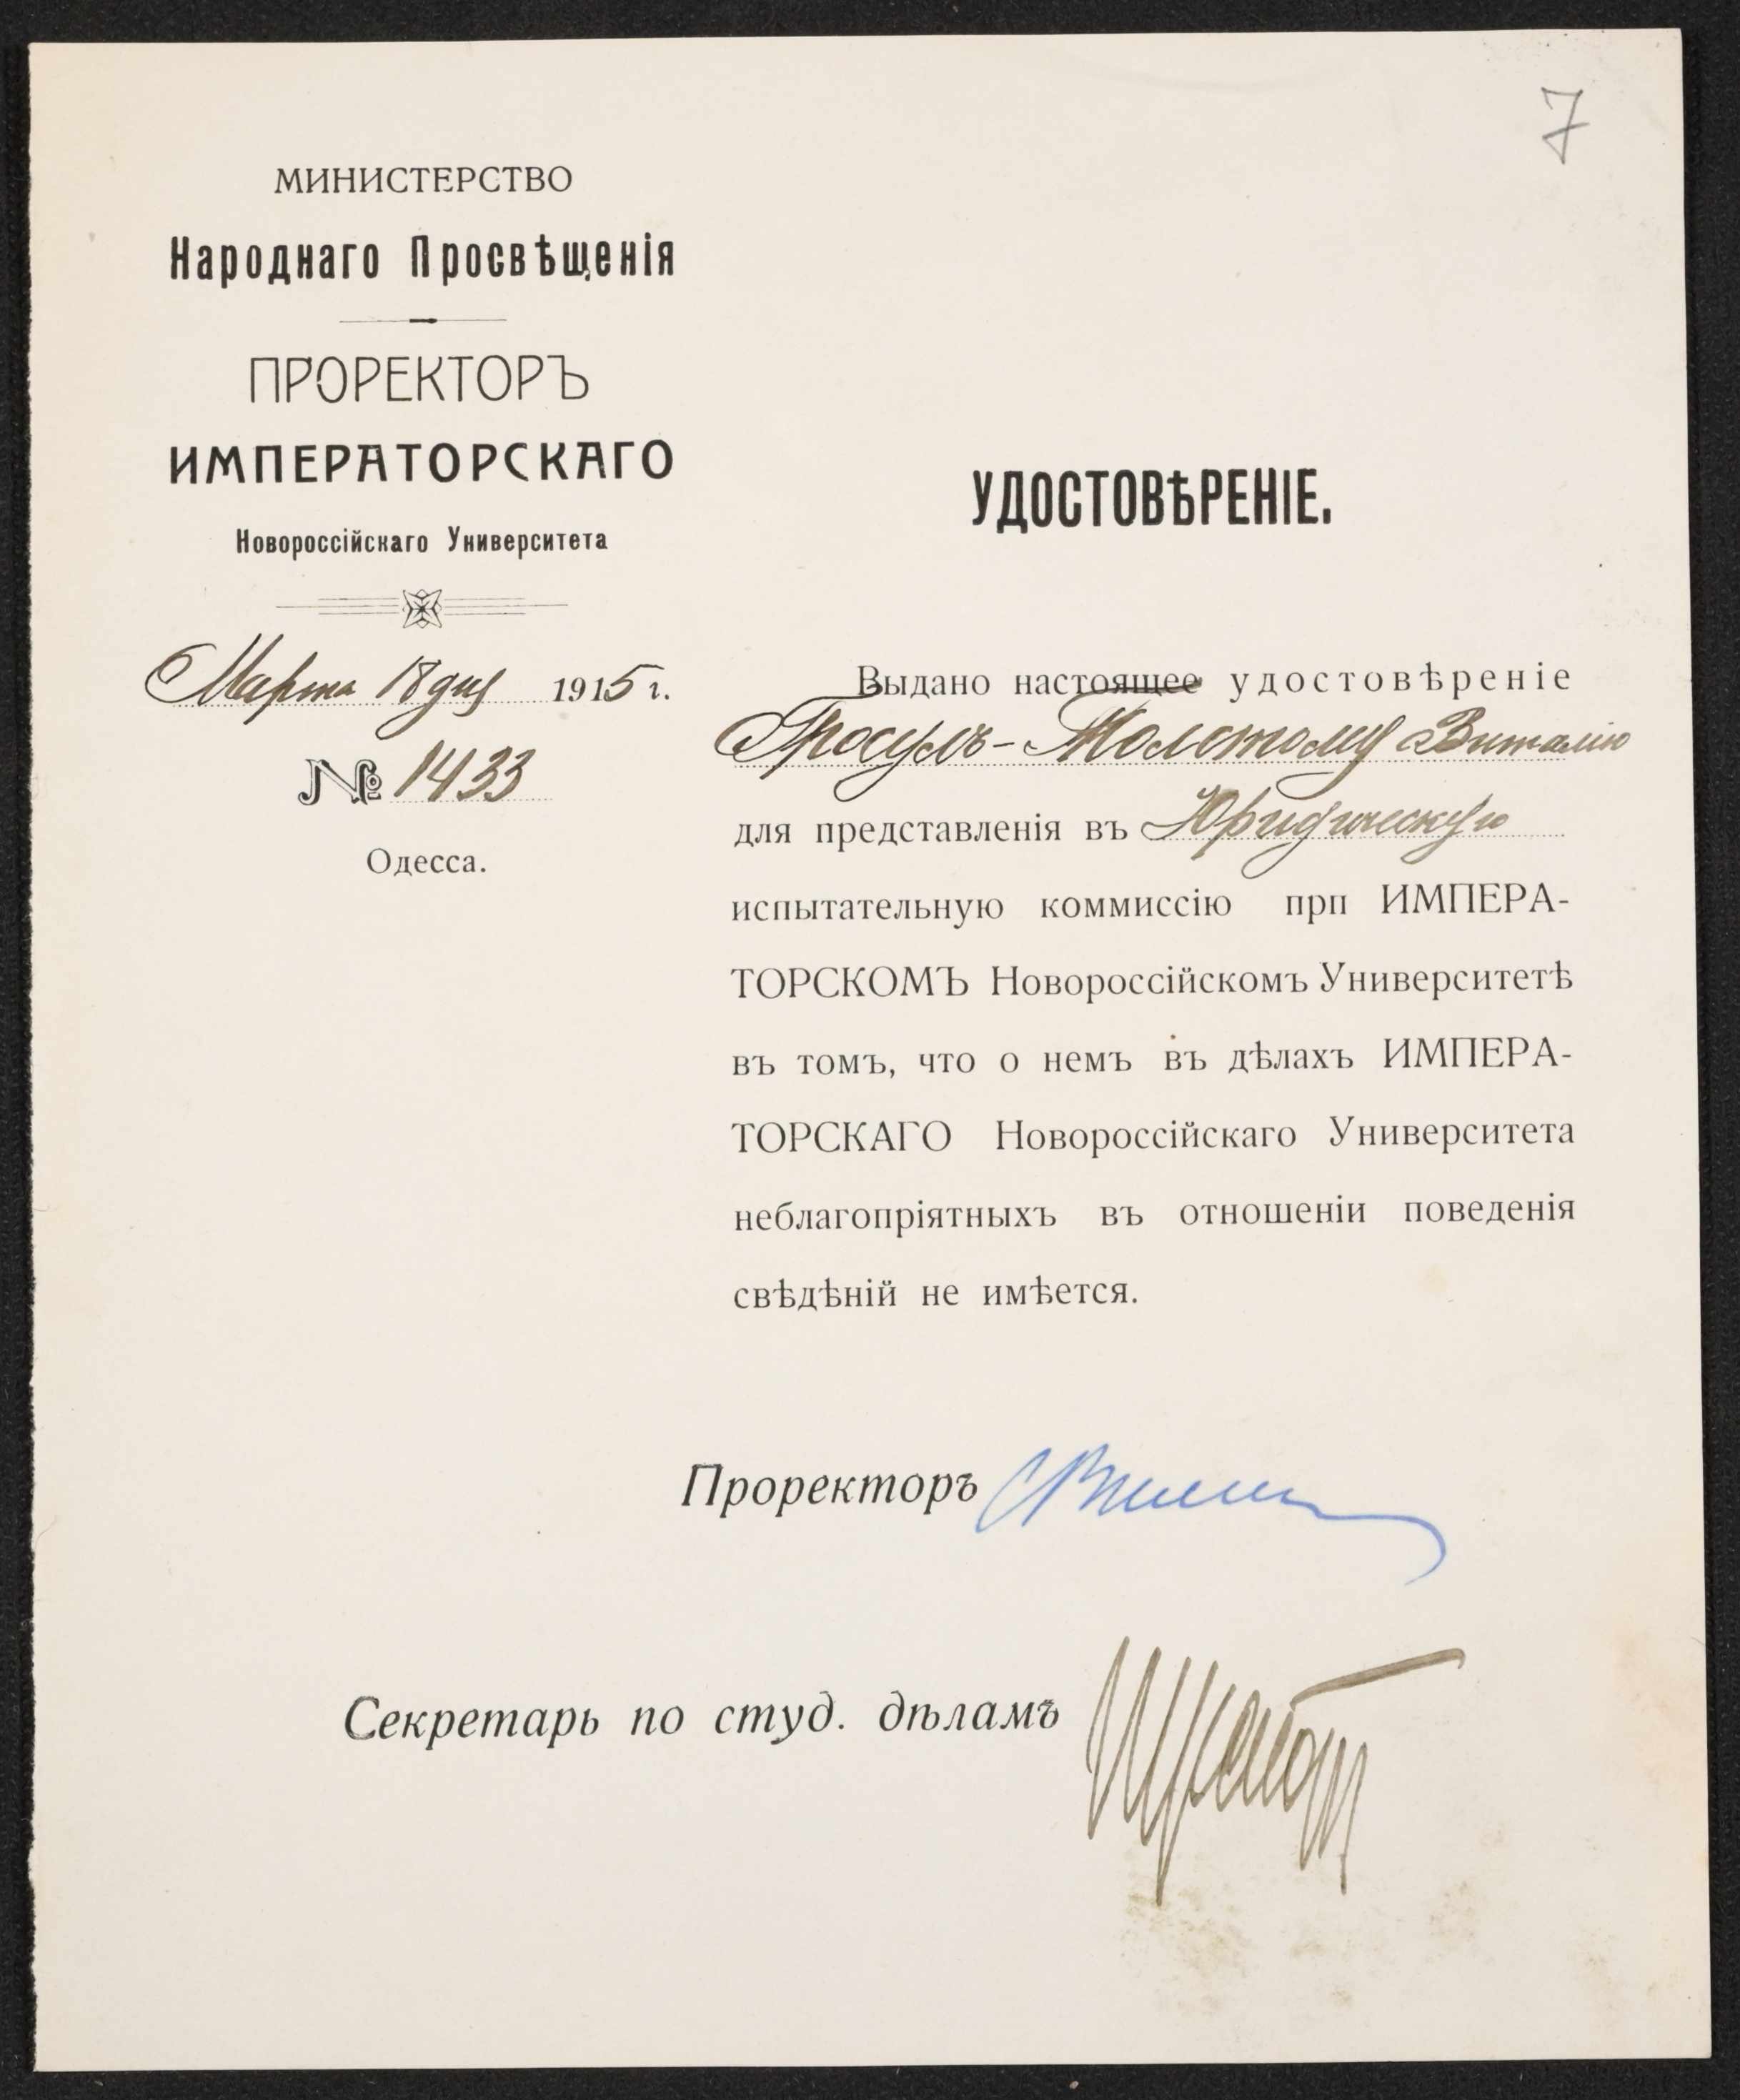 7
МИНИСТЕРСТВО
Народнаго Просвѣщенія
ПРОРЕКТОРЪ
ИМПЕРАТОРСКАГО
Новороссійскаго Университета
Марта 18 дня 1915 г.
№ 1433
Одесса.
УДОСТОВѢРЕНІЕ.
Выдано настоящее удостовѣреніе
Гросулъ-Толстому Виталію
для представленія въ Юридическую
испытательную коммиссію при ИМПЕРА-
ТОРСКОМЪ Новороссійскомъ Университетѣ
въ томъ, что о немъ въ дѣлахъ ИМПЕРА-
ТОРСКАГО Новороссійскаго Университета
неблагопріятныхъ въ отношеніи поведенія
свѣдѣній не имѣется.
Проректоръ
Секретарь по студ. дѣламъ